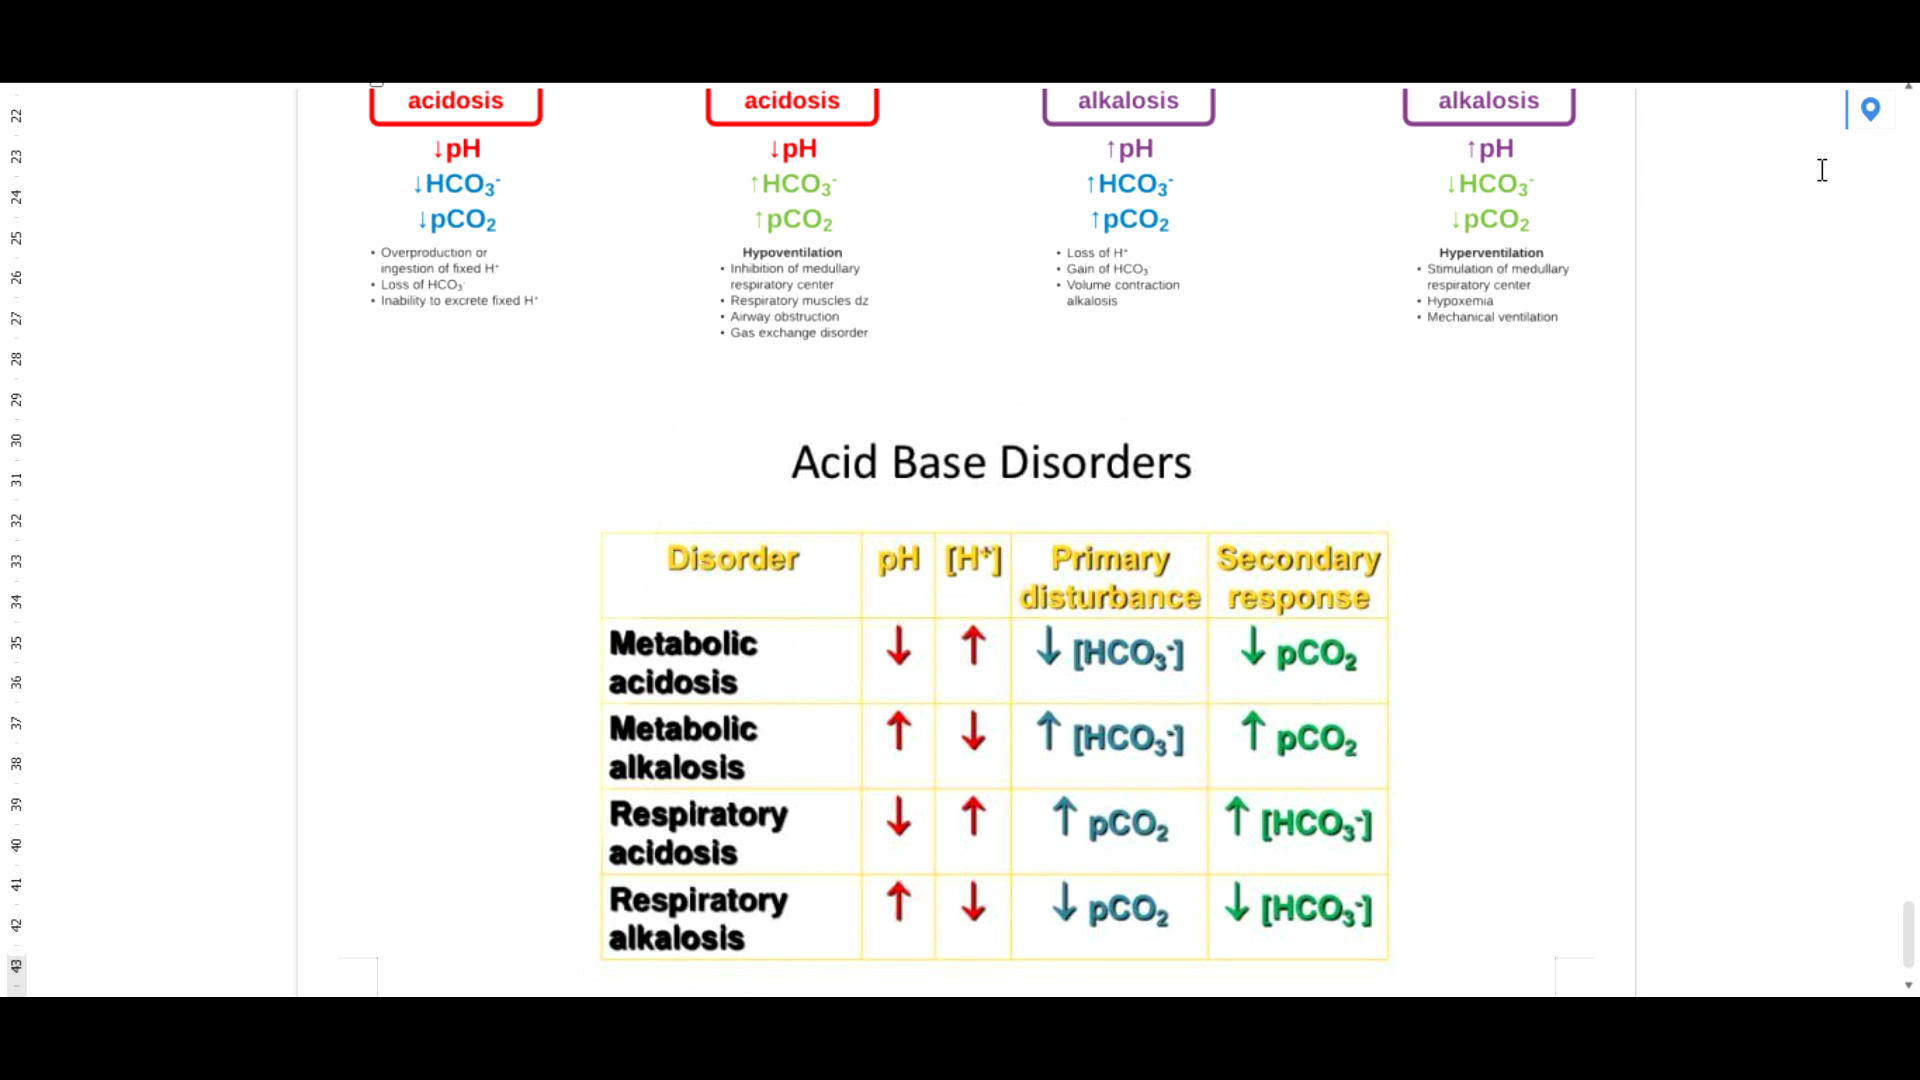 acidosis
↓pH
↓HCO₃⁻
↓pCO₂
• Overproduction or
ingestion of fixed H⁺
• Loss of HCO₃⁻
• Inability to excrete fixed H⁺
acidosis
↓pH
↑HCO₃⁻
↑pCO₂
Hypoventilation
• Inhibition of medullary
respiratory center
• Respiratory muscles dz
• Airway obstruction
• Gas exchange disorder
alkalosis
↑pH
↑HCO₃⁻
↑pCO₂
• Loss of H⁺
• Gain of HCO₃⁻
• Volume contraction
alkalosis
alkalosis
↑pH
↓HCO₃⁻
↓pCO₂
Hyperventilation
• Stimulation of medullary
respiratory center
• Hypoxemia
• Mechanical ventilation
Acid Base Disorders
Disorder pH [H⁺] Primary disturbance Secondary response
Metabolic acidosis ↓ ↑ ↓ [HCO₃⁻] ↓ pCO₂
Metabolic alkalosis ↑ ↓ ↑ [HCO₃⁻] ↑ pCO₂
Respiratory acidosis ↓ ↑ ↑ pCO₂ ↑ [HCO₃⁻]
Respiratory alkalosis ↑ ↓ ↓ pCO₂ ↓ [HCO₃⁻]
22
23
24
25
26
27
28
29
30
31
32
33
34
35
36
37
38
39
40
41
42
43